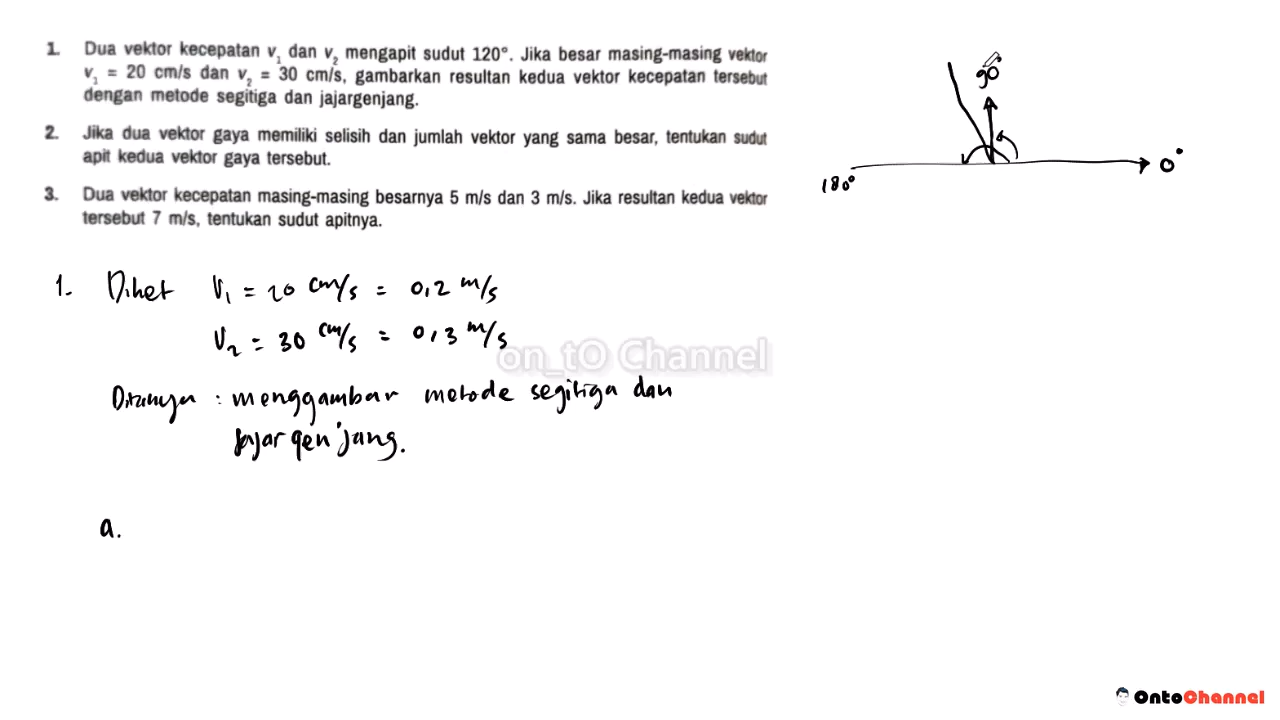 1. Dua vektor kecepatan v₁ dan v₂ mengapit sudut 120°. Jika besar masing-masing vektor
v₁ = 20 cm/s dan v₂ = 30 cm/s, gambarkan resultan kedua vektor kecepatan tersebut
dengan metode segitiga dan jajargenjang.
2. Jika dua vektor gaya memiliki selisih dan jumlah vektor yang sama besar, tentukan sudut
apit kedua vektor gaya tersebut.
3. Dua vektor kecepatan masing-masing besarnya 5 m/s dan 3 m/s. Jika resultan kedua vektor
tersebut 7 m/s, tentukan sudut apitnya.
90°
0°
180°
1. Diket V₁ = 20 cm/s = 0,2 m/s
V₂ = 30 cm/s = 0,3 m/s
on_tO Channel
Ditanya : menggambar metode segitiga dan
jajargenjang.
a.
OntoChannel